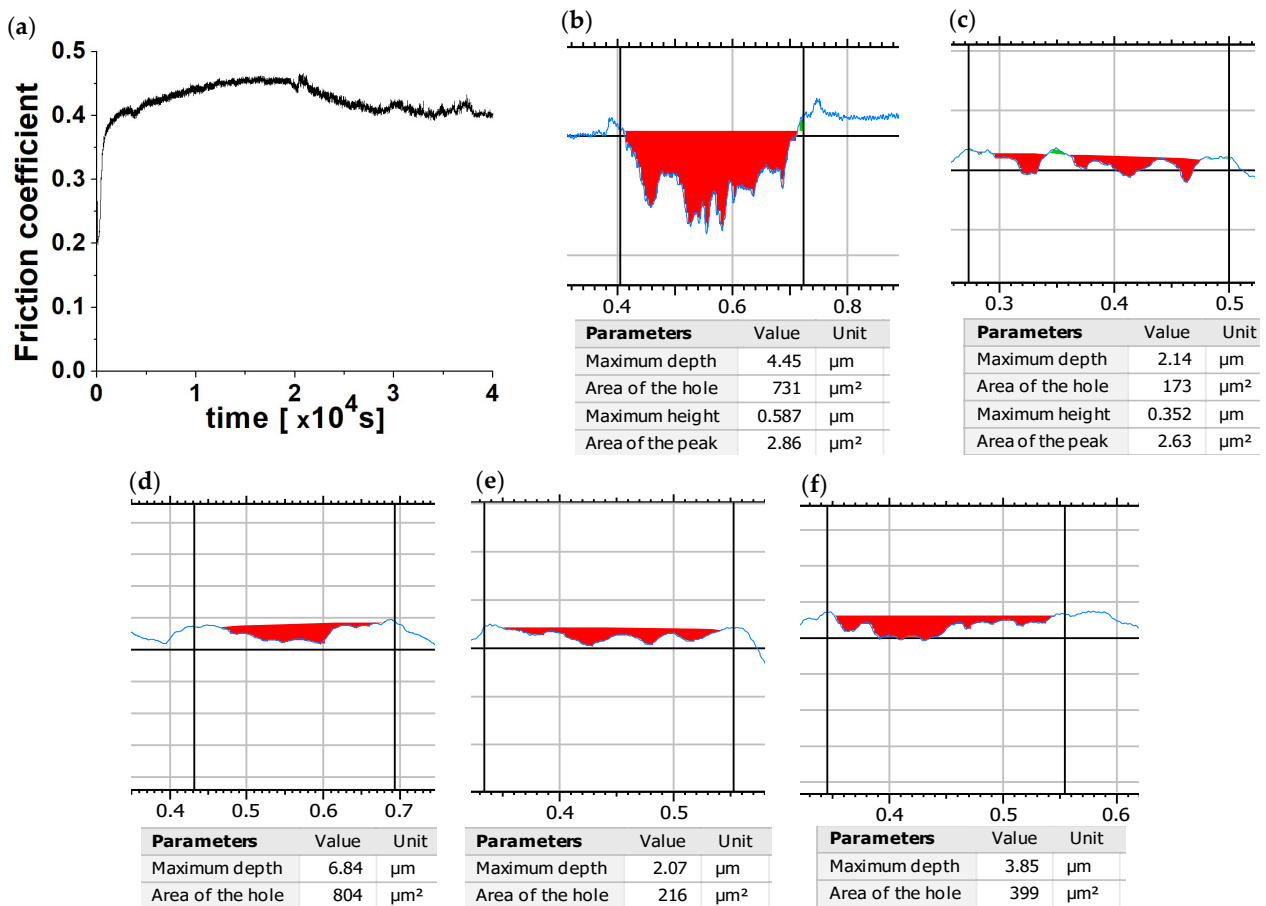 (a)
0.5
0.4
0.3
0.2
0.1
0.0
Friction coefficient
0 1 2 3 4
time [ x10⁴s]
(b)
0.4 0.6 0.8
Parameters Value Unit
Maximum depth 4.45 µm
Area of the hole 731 µm²
Maximum height 0.587 µm
Area of the peak 2.86 µm²
(c)
0.3 0.4 0.5
Parameters Value Unit
Maximum depth 2.14 µm
Area of the hole 173 µm²
Maximum height 0.352 µm
Area of the peak 2.63 µm²
(d)
0.4 0.5 0.6 0.7
Parameters Value Unit
Maximum depth 6.84 µm
Area of the hole 804 µm²
(e)
0.4 0.5
Parameters Value Unit
Maximum depth 2.07 µm
Area of the hole 216 µm²
(f)
0.4 0.5 0.6
Parameters Value Unit
Maximum depth 3.85 µm
Area of the hole 399 µm²